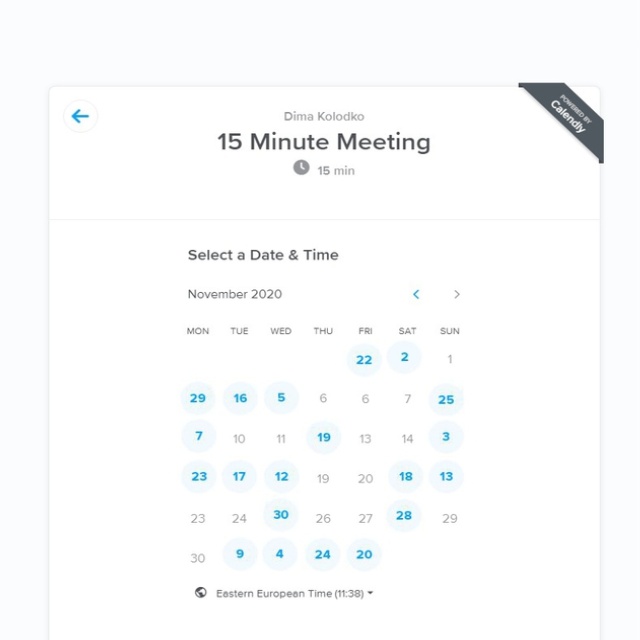 POWERED BY
Calendly
Dima Kolodko
15 Minute Meeting
15 min
Select a Date & Time
November 2020
MON TUE WED THU FRI SAT SUN
22 2 1
29 16 5 6 6 7 25
7 10 11 19 13 14 3
23 17 12 19 20 18 13
23 24 30 26 27 28 29
30 9 4 24 20
Eastern European Time (11:38)